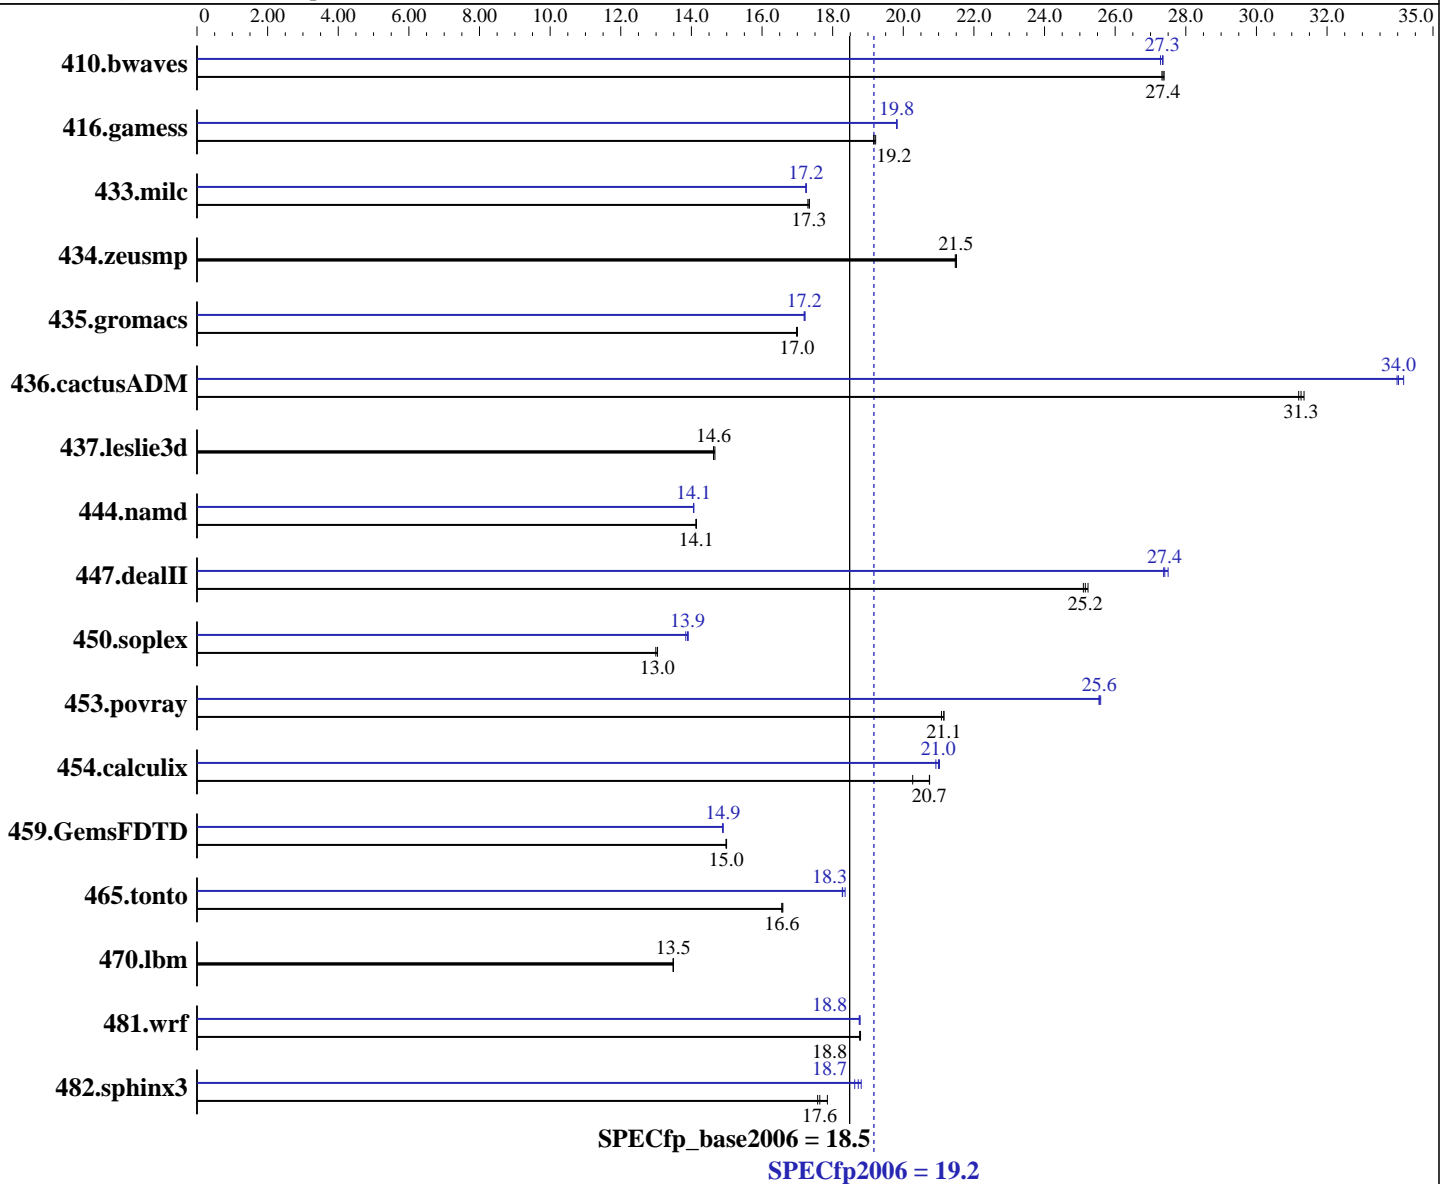 0 2.00 4.00 6.00 8.00 10.0 12.0 14.0 16.0 18.0 20.0 22.0 24.0 26.0 28.0 30.0 32.0 35.0
27.3
410.bwaves
27.4
19.8
416.gamess
19.2
17.2
433.milc
17.3
21.5
434.zeusmp
17.2
435.gromacs
17.0
34.0
436.cactusADM
31.3
14.6
437.leslie3d
14.1
444.namd
14.1
27.4
447.dealII
25.2
13.9
450.soplex
13.0
25.6
453.povray
21.1
21.0
454.calculix
20.7
14.9
459.GemsFDTD
15.0
18.3
465.tonto
16.6
13.5
470.lbm
18.8
481.wrf
18.8
18.7
482.sphinx3
17.6
SPECfp_base2006 = 18.5
SPECfp2006 = 19.2